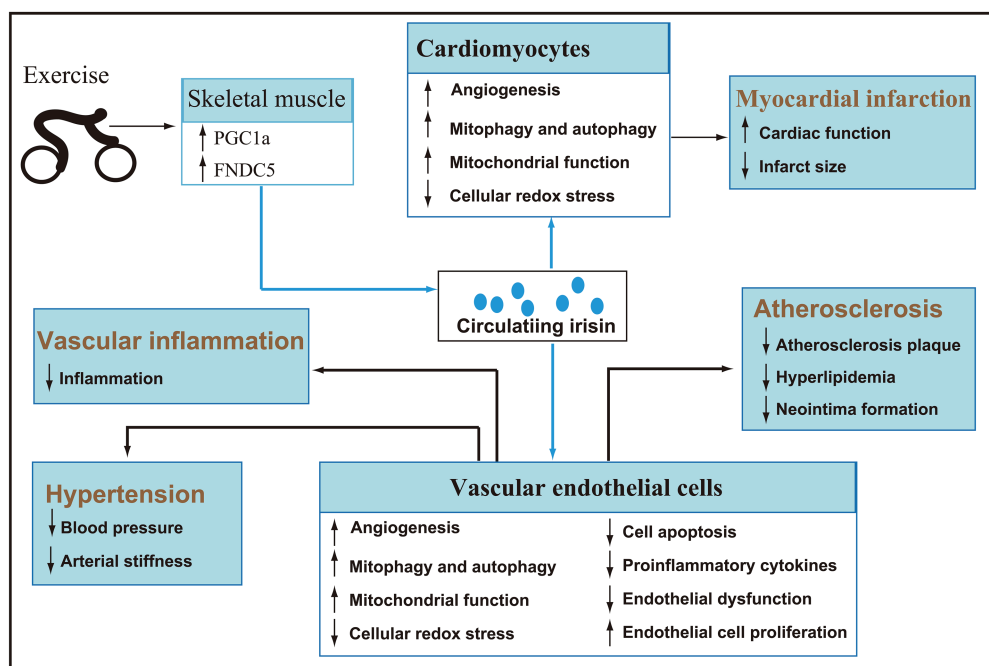 Exercise
Skeletal muscle
PGC1a
FNDC5
Cardiomyocytes
Angiogenesis
Mitophagy and autophagy
Mitochondrial function
Cellular redox stress
Myocardial infarction
Cardiac function
Infarct size
Circulatiing irisin
Vascular inflammation
Inflammation
Atherosclerosis
Atherosclerosis plaque
Hyperlipidemia
Neointima formation
Hypertension
Blood pressure
Arterial stiffness
Vascular endothelial cells
Angiogenesis
Mitophagy and autophagy
Mitochondrial function
Cellular redox stress
Cell apoptosis
Proinflammatory cytokines
Endothelial dysfunction
Endothelial cell proliferation